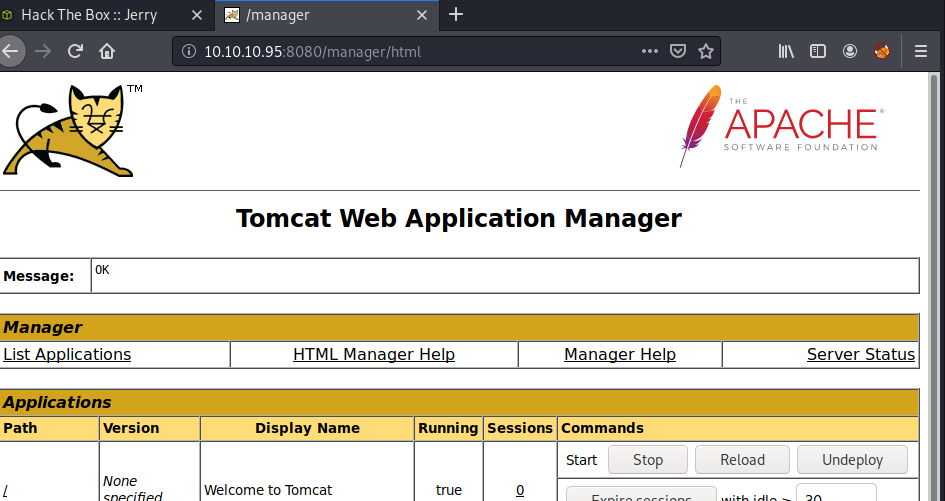 Hack The Box :: Jerry
/manager
10.10.10.95:8080/manager/html
TM
THE
APACHE®
SOFTWARE FOUNDATION
Tomcat Web Application Manager
Message: OK
Manager
List Applications HTML Manager Help Manager Help Server Status
Applications
Path Version Display Name Running Sessions Commands
/ None specified Welcome to Tomcat true 0 Start Stop Reload Undeploy
Expire sessions with idle ≥ 30